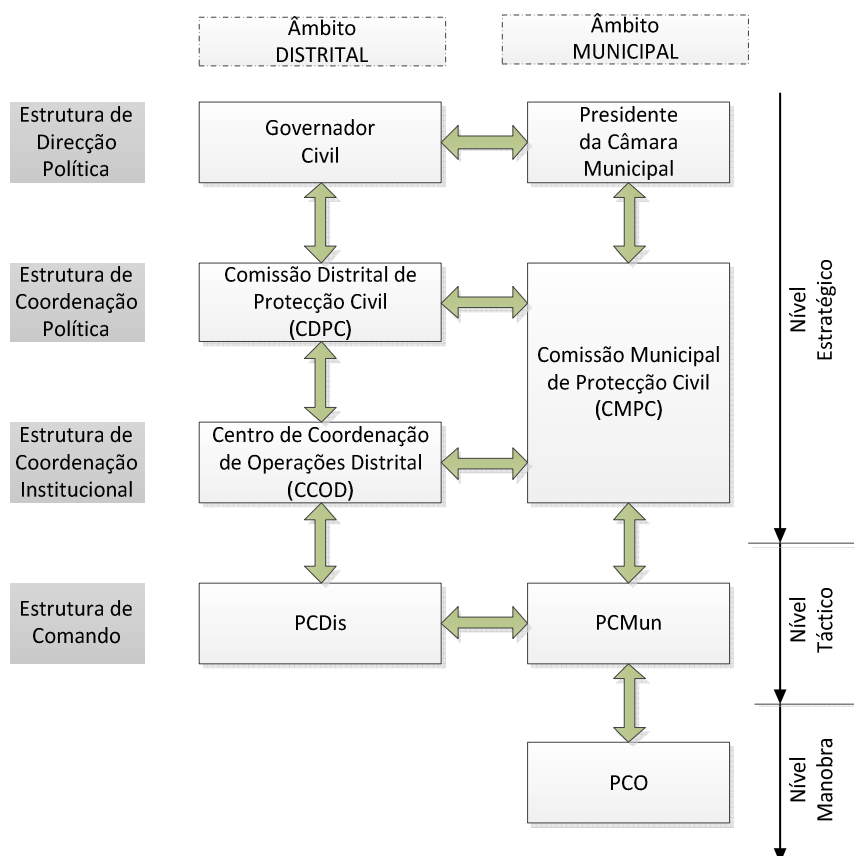 Âmbito
DISTRITAL
Âmbito
MUNICIPAL
Estrutura de
Direcção
Política
Governador
Civil
Presidente
da Câmara
Municipal
Estrutura de
Coordenação
Política
Comissão Distrital de
Protecção Civil
(CDPC)
Comissão Municipal
de Protecção Civil
(CMPC)
Estrutura de
Coordenação
Institucional
Centro de Coordenação
de Operações Distrital
(CCOD)
Estrutura de
Comando
PCDis
PCMun
PCO
Nível
Estratégico
Nível
Táctico
Nível
Manobra